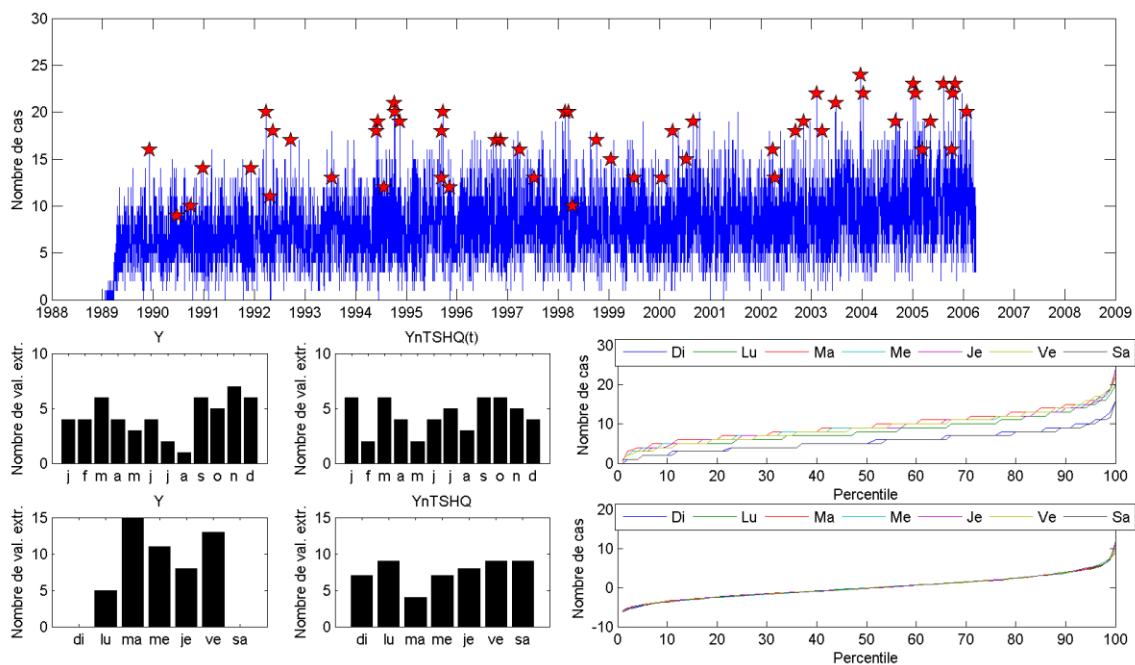 30
25
20
15
10
5
0
Nombre de cas
1988 1989 1990 1991 1992 1993 1994 1995 1996 1997 1998 1999 2000 2001 2002 2003 2004 2005 2006 2007 2008 2009
Y
10
5
0
Nombre de val. extr.
j f m a m j j a s o n d
YnTSHQ(t)
10
5
0
Nombre de val. extr.
j f m a m j j a s o n d
Di Lu Ma Me Je Ve Sa
30
20
10
0
Nombre de cas
0 10 20 30 40 50 60 70 80 90 100
Percentile
Y
15
10
5
0
Nombre de val. extr.
di lu ma me je ve sa
YnTSHQ
15
10
5
0
Nombre de val. extr.
di lu ma me je ve sa
Di Lu Ma Me Je Ve Sa
20
10
0
-10
Nombre de cas
0 10 20 30 40 50 60 70 80 90 100
Percentile